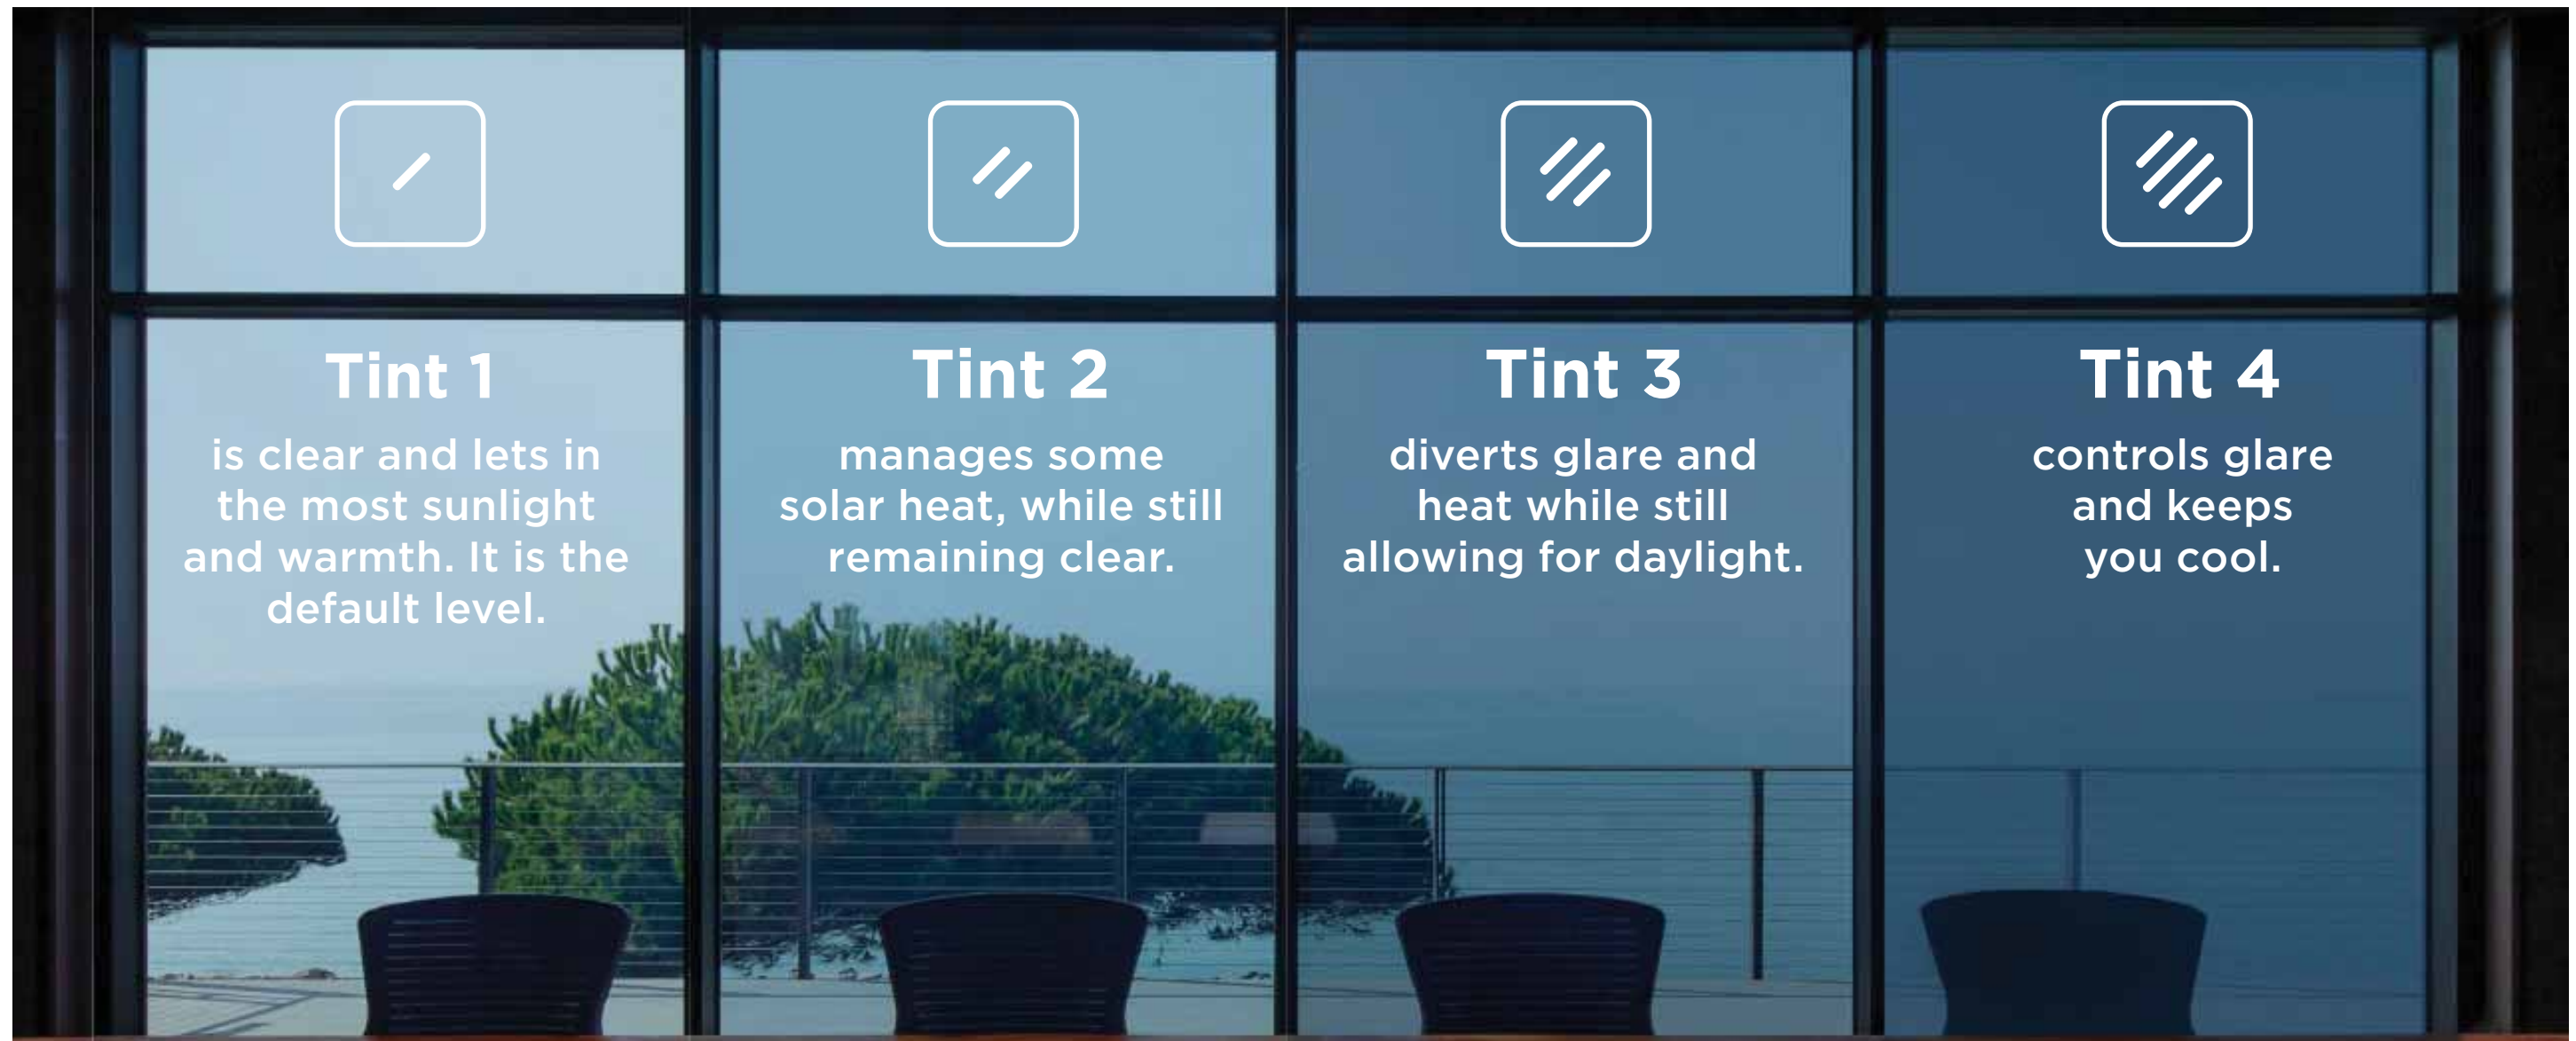 Tint 1
is clear and lets in
the most sunlight
and warmth. It is the
default level.
Tint 2
manages some
solar heat, while still
remaining clear.
Tint 3
diverts glare and
heat while still
allowing for daylight.
Tint 4
controls glare
and keeps
you cool.